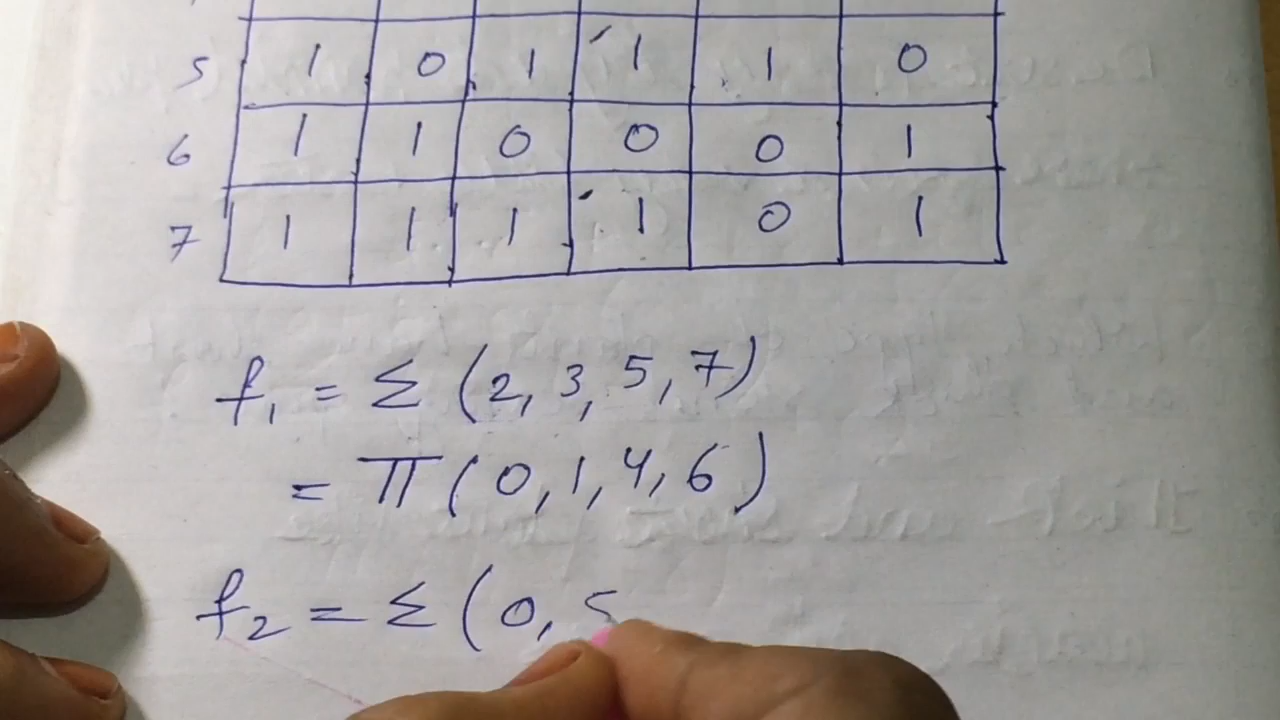 5 1 0 1 1 1 0
6 1 1 0 0 0 1
7 1 1 1 1 0 1
f₁ = Σ (2, 3, 5, 7)
= π (0, 1, 4, 6)
f₂ = Σ (0, 5